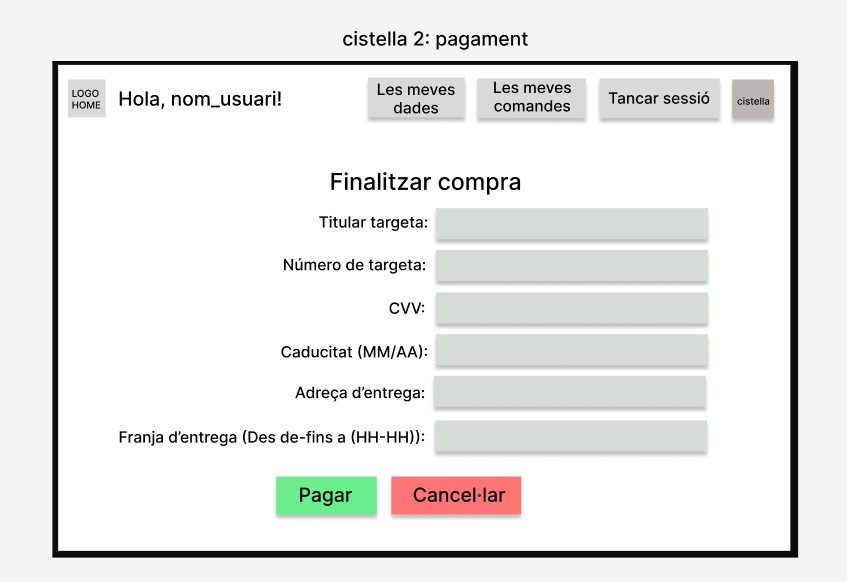 cistella 2: pagament
LOGO
HOME
Hola, nom_usuari!
Les meves
dades
Les meves
comandes
Tancar sessió
cistella
Finalitzar compra
Titular targeta:
Número de targeta:
CVV:
Caducitat (MM/AA):
Adreça d’entrega:
Franja d’entrega (Des de-fins a (HH-HH)):
Pagar
Cancel·lar